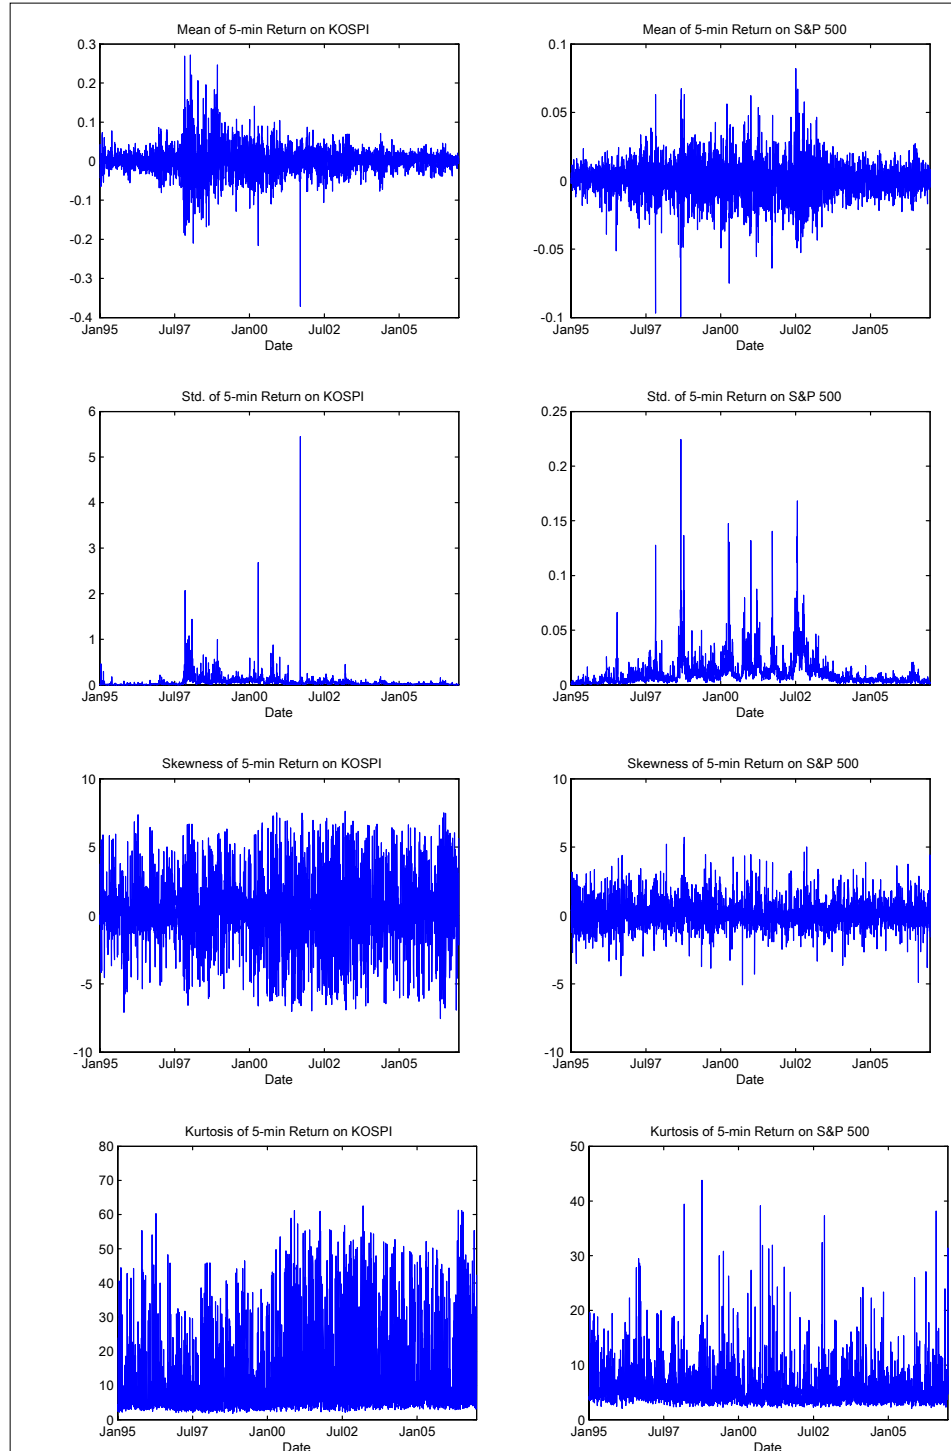 Mean of 5-min Return on KOSPI
0.3
0.2
0.1
0
-0.1
-0.2
-0.3
-0.4
Jan95 Jul97 Jan00 Jul02 Jan05
Date
Mean of 5-min Return on S&P 500
0.1
0.05
0
-0.05
-0.1
Jan95 Jul97 Jan00 Jul02 Jan05
Date
Std. of 5-min Return on KOSPI
6
5
4
3
2
1
0
Jan95 Jul97 Jan00 Jul02 Jan05
Date
Std. of 5-min Return on S&P 500
0.25
0.2
0.15
0.1
0.05
0
Jan95 Jul97 Jan00 Jul02 Jan05
Date
Skewness of 5-min Return on KOSPI
10
5
0
-5
-10
Jan95 Jul97 Jan00 Jul02 Jan05
Date
Skewness of 5-min Return on S&P 500
10
5
0
-5
-10
Jan95 Jul97 Jan00 Jul02 Jan05
Date
Kurtosis of 5-min Return on KOSPI
80
70
60
50
40
30
20
10
0
Jan95 Jul97 Jan00 Jul02 Jan05
Date
Kurtosis of 5-min Return on S&P 500
50
40
30
20
10
0
Jan95 Jul97 Jan00 Jul02 Jan05
Date